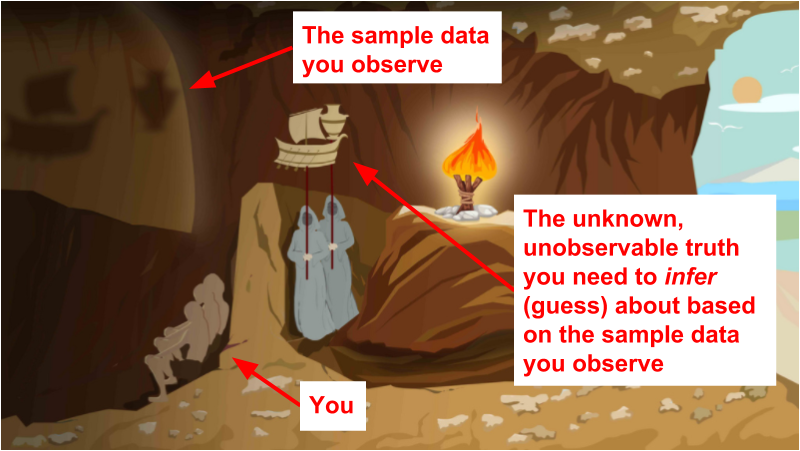 The sample data
you observe
The unknown,
unobservable truth
you need to infer
(guess) about based
on the sample data
you observe
You